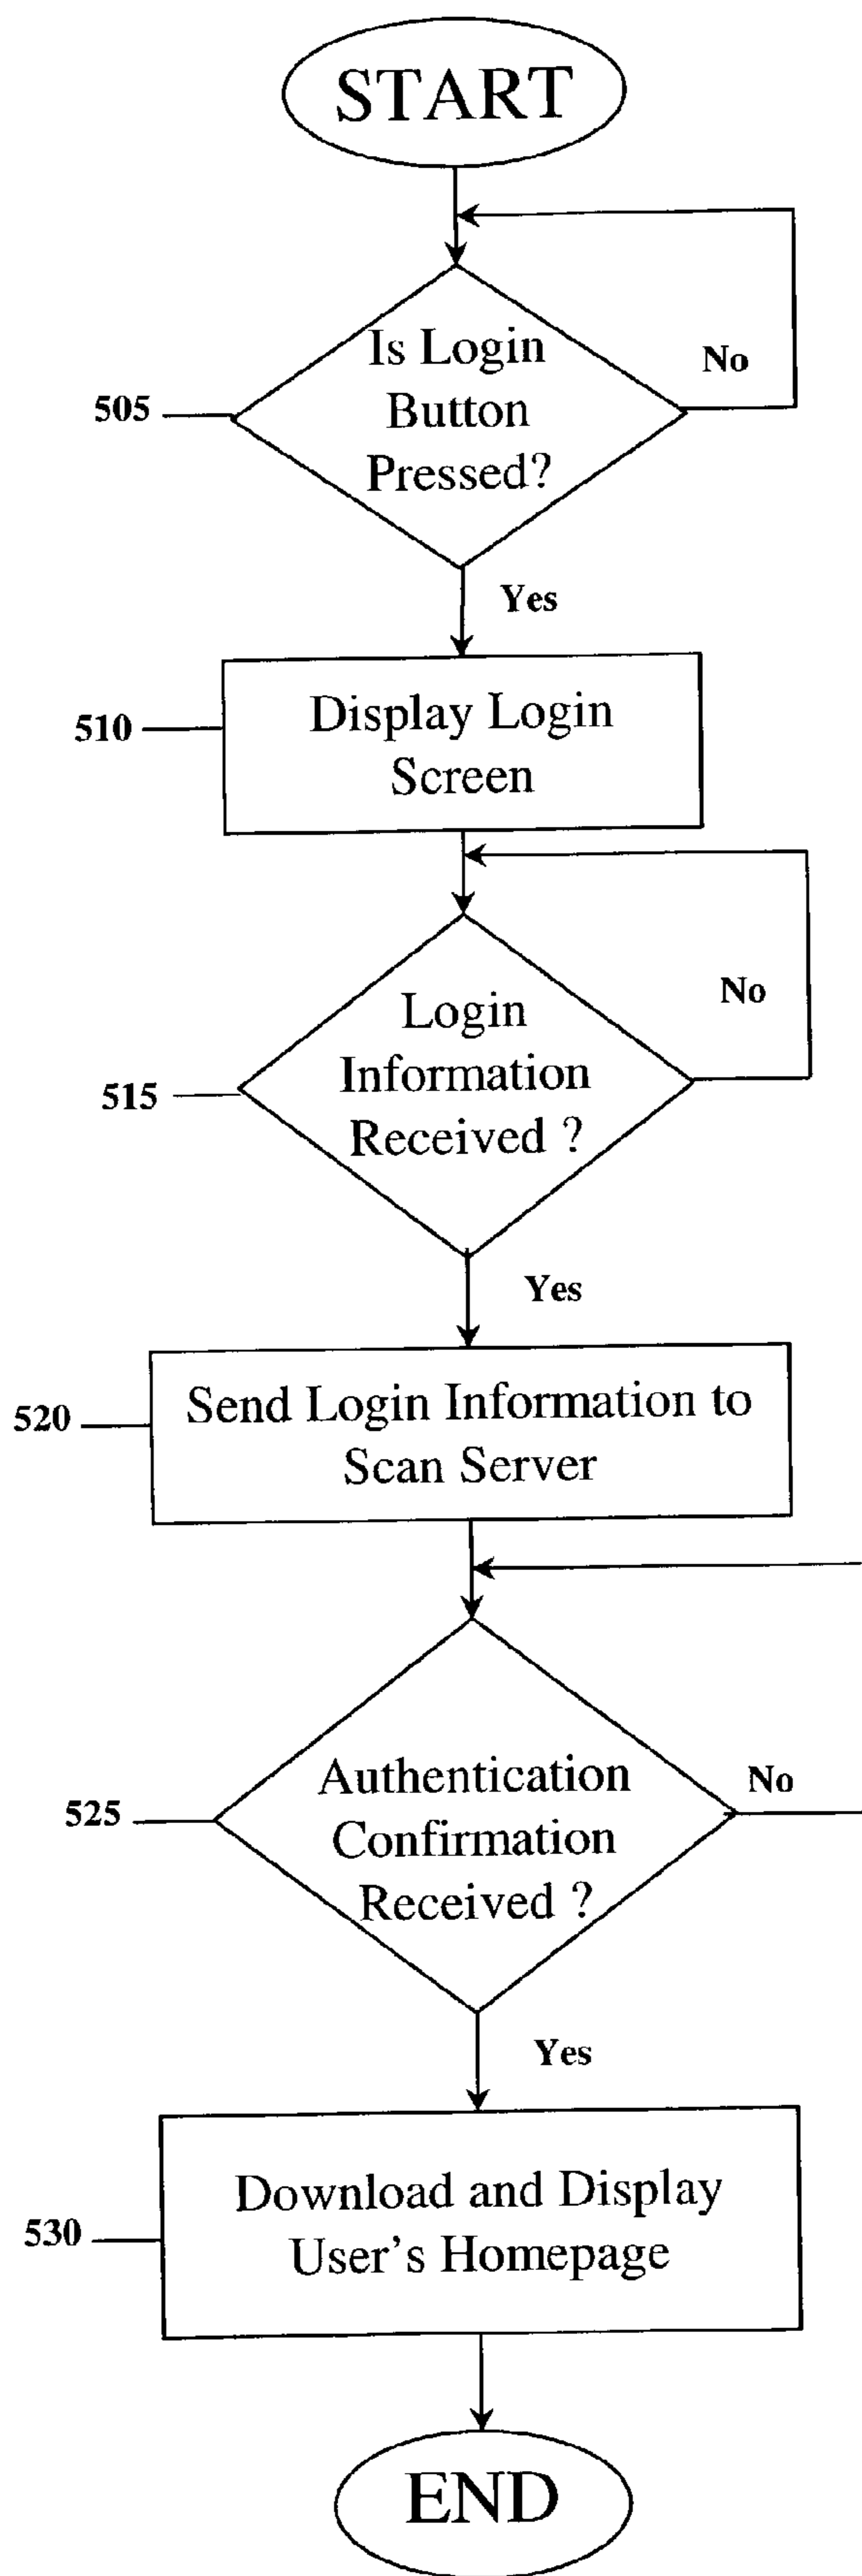 START
Is Login
Button
Pressed?
No
505
Yes
Display Login
Screen
510
Login
Information
Received ?
No
515
Yes
Send Login Information to
Scan Server
520
Authentication
Confirmation
Received ?
No
525
Yes
Download and Display
User's Homepage
530
END